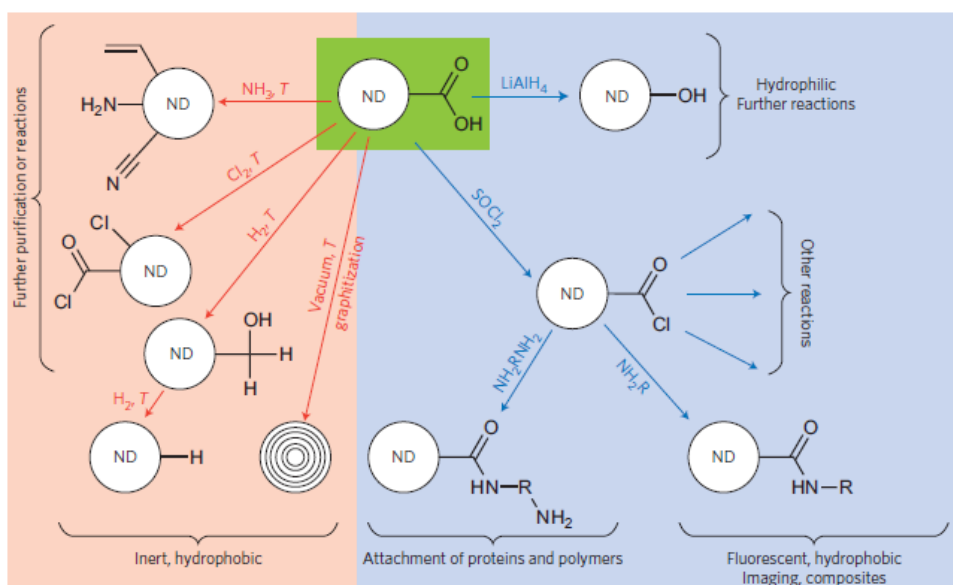 Further purification or reactions
H₂N
ND
N
NH₃, T
ND
O
OH
LiAlH₄
ND
OH
Hydrophilic
Further reactions
Cl₂, T
H₂, T
Vacuum, T
graphitization
SOCl₂
O
Cl
Cl
ND
ND
OH
H
H
H₂, T
ND
H
ND
O
Cl
Other
reactions
NH₂RNH₂
NH₂R
ND
O
HN
R
NH₂
ND
O
HN
R
Inert, hydrophobic
Attachment of proteins and polymers
Fluorescent, hydrophobic
Imaging, composites